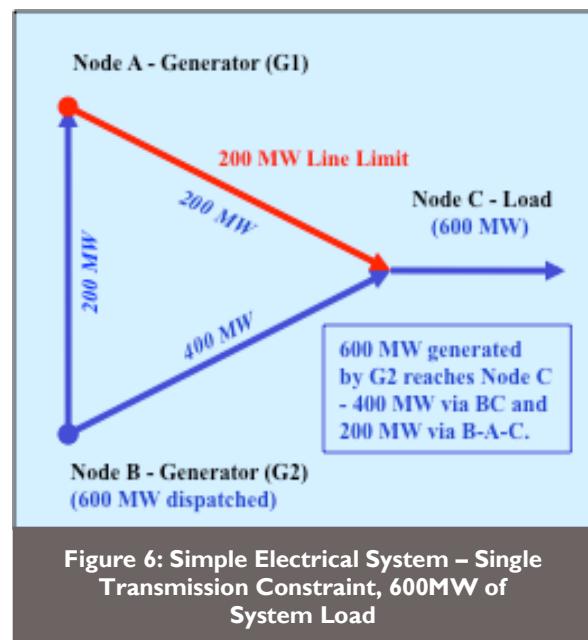 Node A - Generator (G1)
200 MW Line Limit
200 MW
Node C - Load
(600 MW)
200 MW
400 MW
600 MW generated
by G2 reaches Node C
- 400 MW via BC and
200 MW via B-A-C.
Node B - Generator (G2)
(600 MW dispatched)
Figure 6: Simple Electrical System – Single
Transmission Constraint, 600MW of
System Load